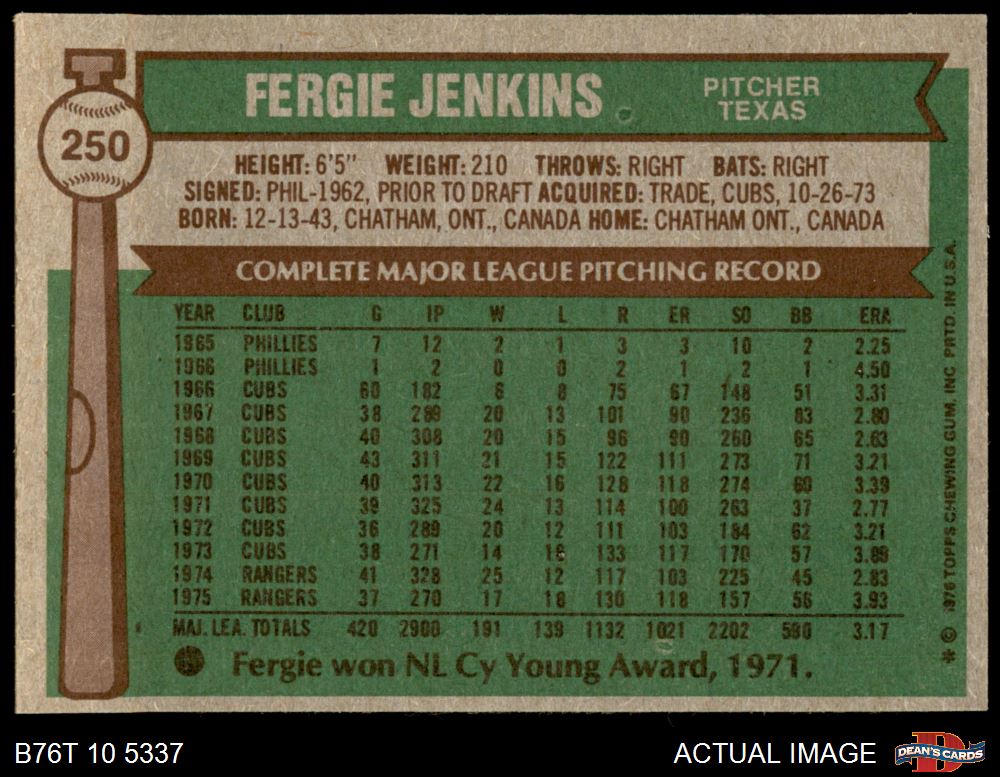 FERGIE JENKINS
PITCHER
TEXAS
250
HEIGHT: 6'5" WEIGHT: 210 THROWS: RIGHT BATS: RIGHT
SIGNED: PHIL-1962, PRIOR TO DRAFT ACQUIRED: TRADE, CUBS, 10-26-73
BORN: 12-13-43, CHATHAM, ONT., CANADA HOME: CHATHAM ONT., CANADA
COMPLETE MAJOR LEAGUE PITCHING RECORD
YEAR CLUB G IP W L R ER SO BB ERA
1965 PHILLIES 7 12 2 1 3 3 10 2 2.25
1966 PHILLIES 1 2 0 0 2 1 2 1 4.50
1966 CUBS 60 182 6 8 75 67 148 51 3.31
1967 CUBS 38 289 20 13 101 90 236 83 2.80
1968 CUBS 40 308 20 15 96 90 260 65 2.63
1969 CUBS 43 311 21 15 122 111 273 71 3.21
1970 CUBS 40 313 22 16 128 118 274 60 3.39
1971 CUBS 39 325 24 13 114 100 263 37 2.77
1972 CUBS 36 289 20 12 111 103 184 62 3.21
1973 CUBS 38 271 14 16 133 117 170 57 3.89
1974 RANGERS 41 328 25 12 117 103 225 45 2.83
1975 RANGERS 37 270 17 18 130 118 157 56 3.93
MAJ. LEA. TOTALS 420 2900 191 139 1132 1021 2202 590 3.17
Fergie won NL Cy Young Award, 1971.
* © 1976 TOPPS CHEWING GUM, INC PRTD. IN U.S.A.
B76T 10 5337
ACTUAL IMAGE
D
DEAN'S CARDS